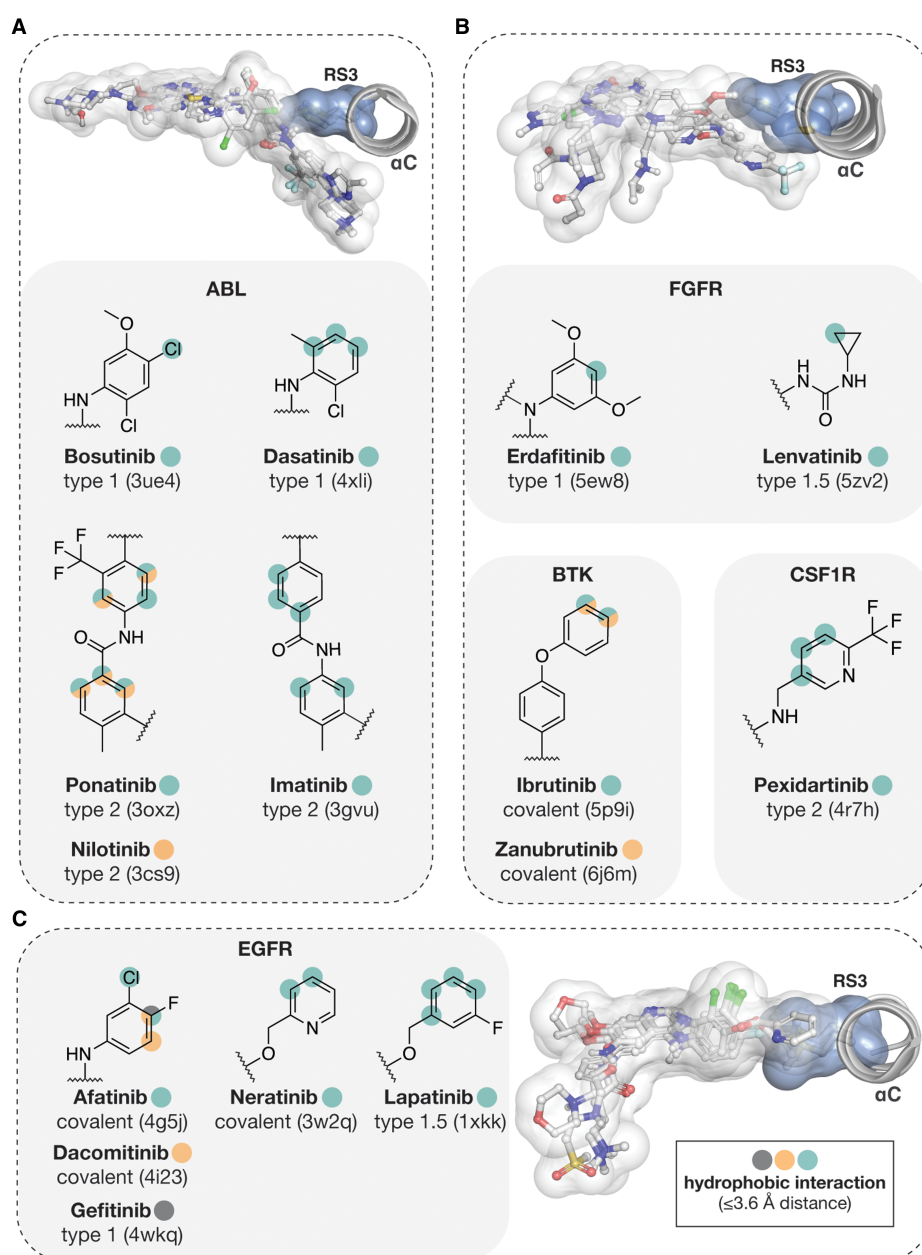 A
RS3
αC
ABL
O
Cl
HN
Cl
Bosutinib
type 1 (3ue4)
HN
Cl
Dasatinib
type 1 (4xli)
F
F
F
O
NH
Ponatinib
type 2 (3oxz)
Nilotinib
type 2 (3cs9)
O
NH
Imatinib
type 2 (3gvu)
B
RS3
αC
FGFR
O
N
O
Erdafitinib
type 1 (5ew8)
H
N
NH
O
Lenvatinib
type 1.5 (5zv2)
BTK
O
Ibrutinib
covalent (5p9i)
Zanubrutinib
covalent (6j6m)
CSF1R
F
F
F
N
NH
Pexidartinib
type 2 (4r7h)
C
EGFR
Cl
F
HN
Afatinib
covalent (4g5j)
Dacomitinib
covalent (4i23)
Gefitinib
type 1 (4wkq)
N
O
Neratinib
covalent (3w2q)
F
O
Lapatinib
type 1.5 (1xkk)
RS3
αC
hydrophobic interaction
(≤3.6 Å distance)